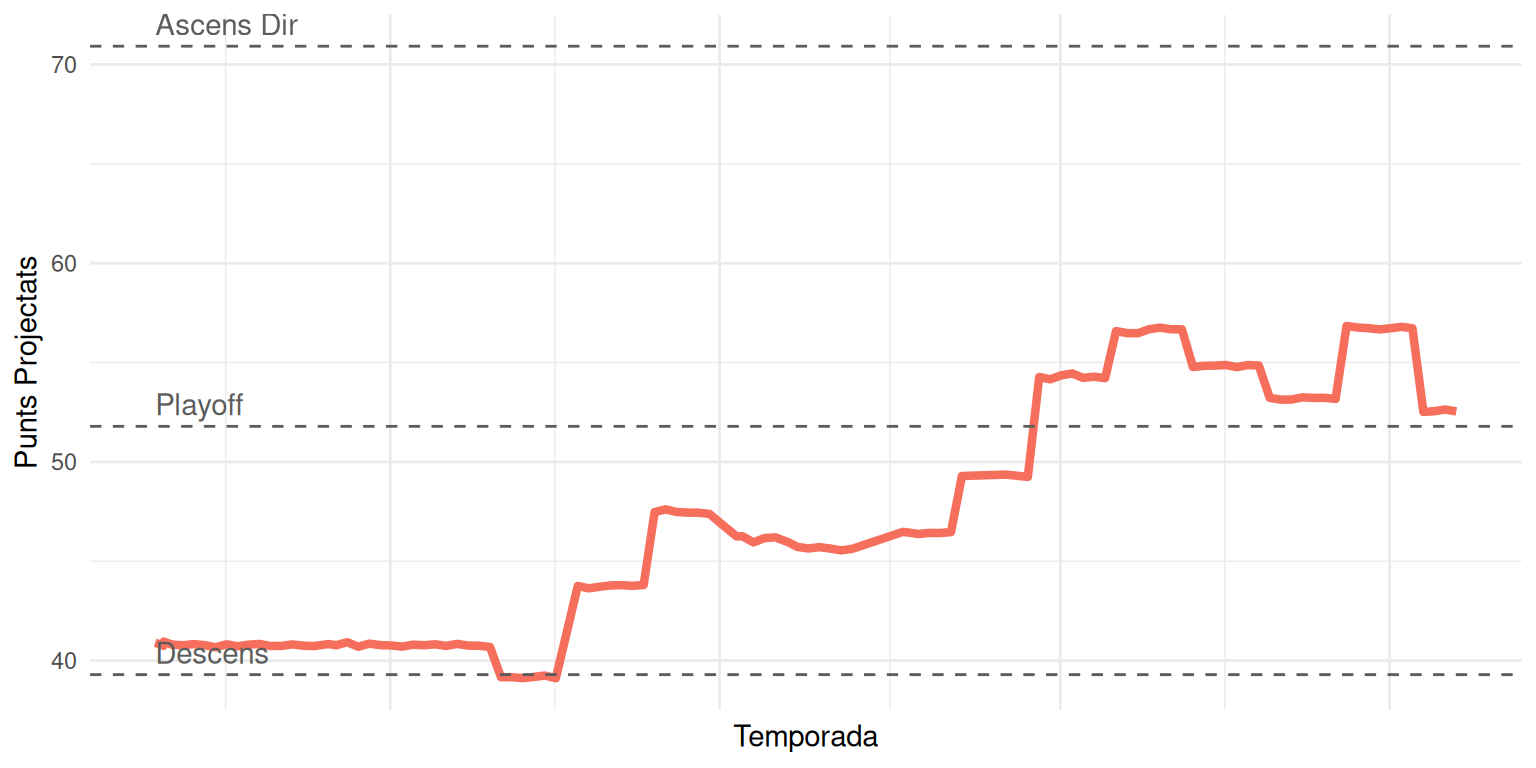 Ascens Dir
70
60
Punts Projectats
Playoff
50
Descens
40
Temporada